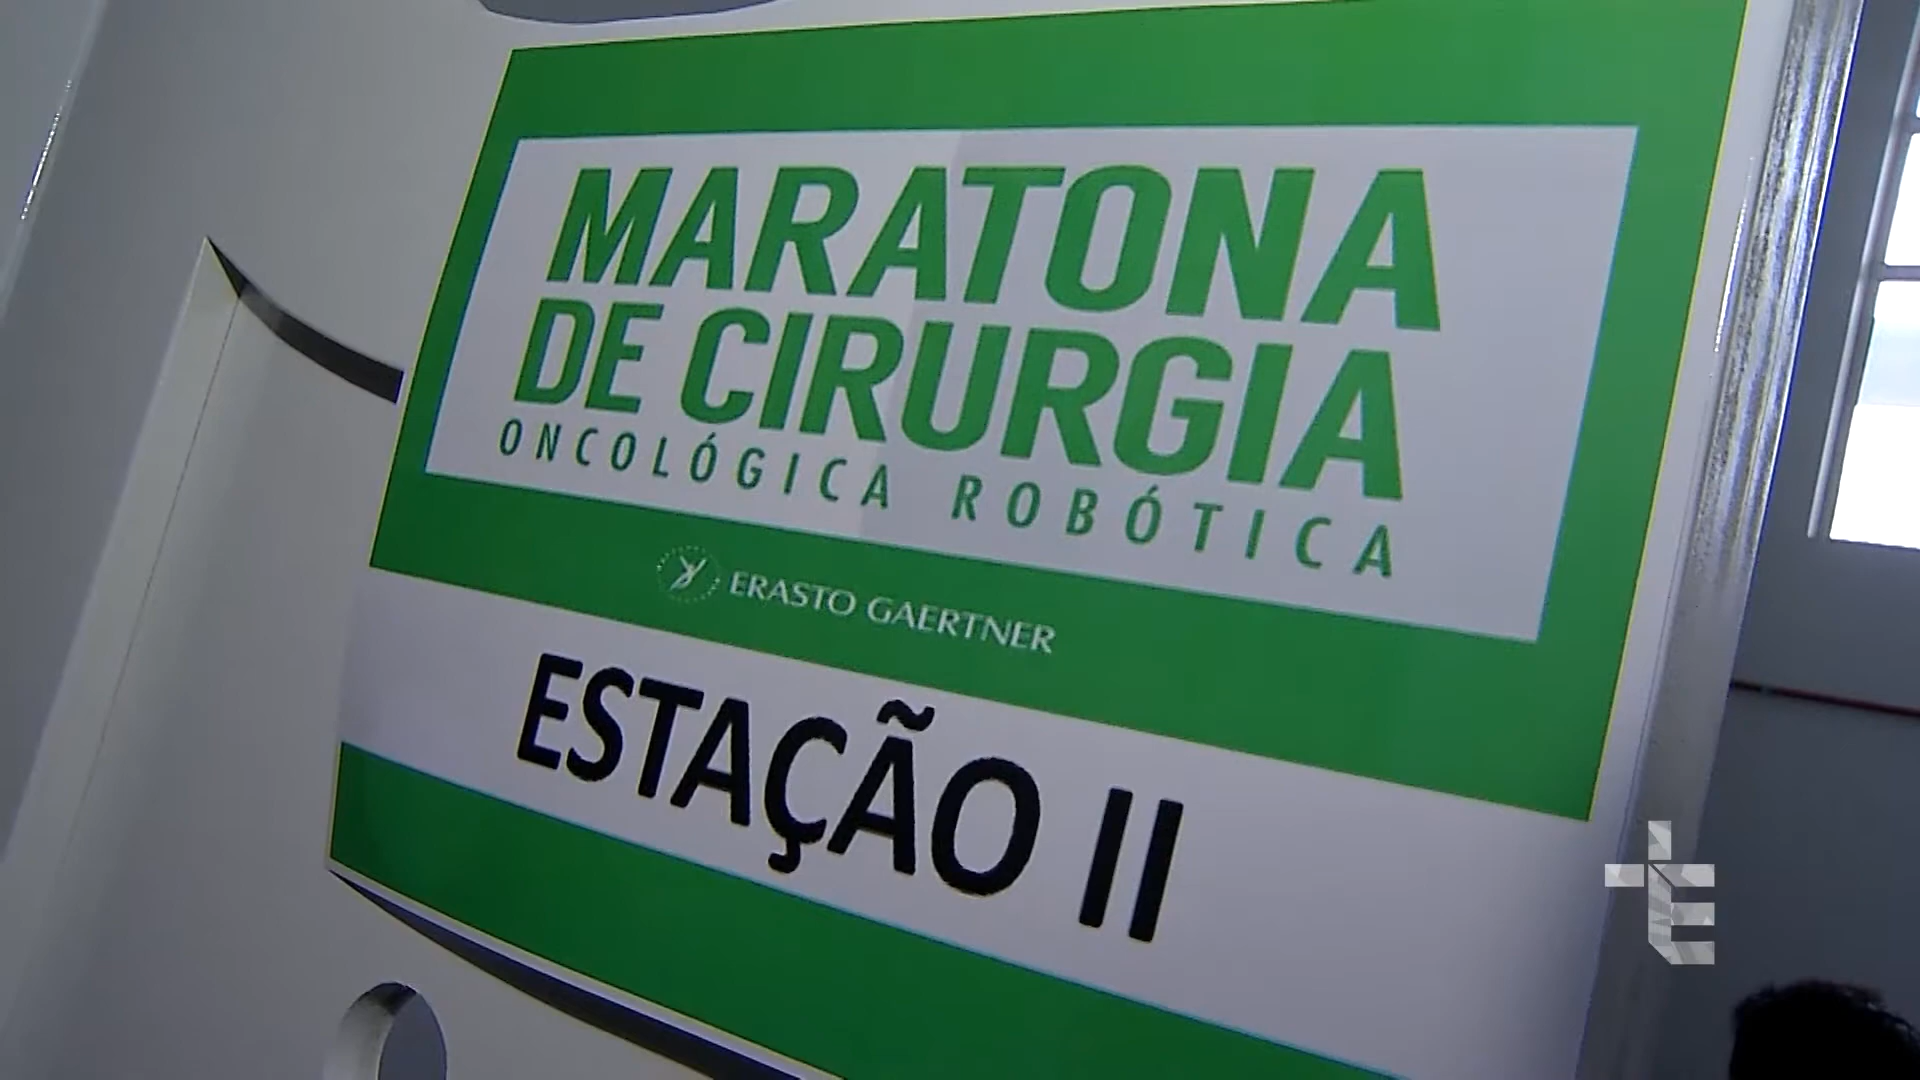 MARATONA
DE CIRURGIA
ONCOLÓGICA ROBÓTICA
ERASTO GAERTNER
ESTAÇÃO II